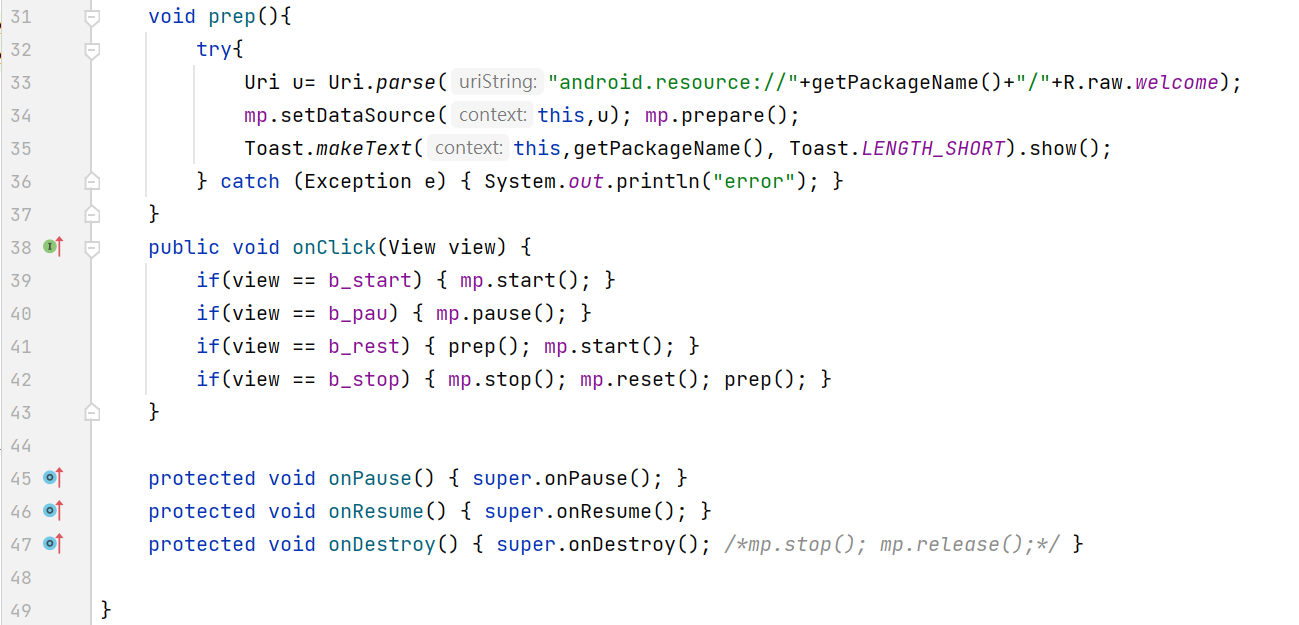 31 void prep(){
32 try{
33 Uri u= Uri.parse( uriString: "android.resource://"+getPackageName()+"/"+R.raw.welcome);
34 mp.setDataSource( context: this,u); mp.prepare();
35 Toast.makeText( context: this,getPackageName(), Toast.LENGTH_SHORT).show();
36 } catch (Exception e) { System.out.println("error"); }
37 }
38 public void onClick(View view) {
39 if(view == b_start) { mp.start(); }
40 if(view == b_pau) { mp.pause(); }
41 if(view == b_rest) { prep(); mp.start(); }
42 if(view == b_stop) { mp.stop(); mp.reset(); prep(); }
43 }
44
45 protected void onPause() { super.onPause(); }
46 protected void onResume() { super.onResume(); }
47 protected void onDestroy() { super.onDestroy(); /*mp.stop(); mp.release();*/ }
48
49 }